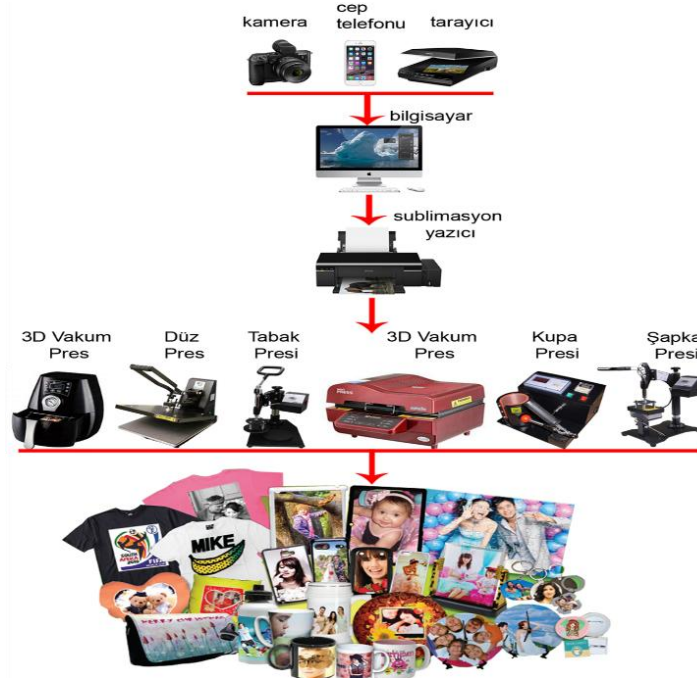 kamera
cep
telefonu
tarayıcı
bilgisayar
sublimasyon
yazıcı
3D Vakum
Pres
Düz
Pres
Tabak
Presi
3D Vakum
Pres
Kupa
Presi
Şapka
Presi
MIKE